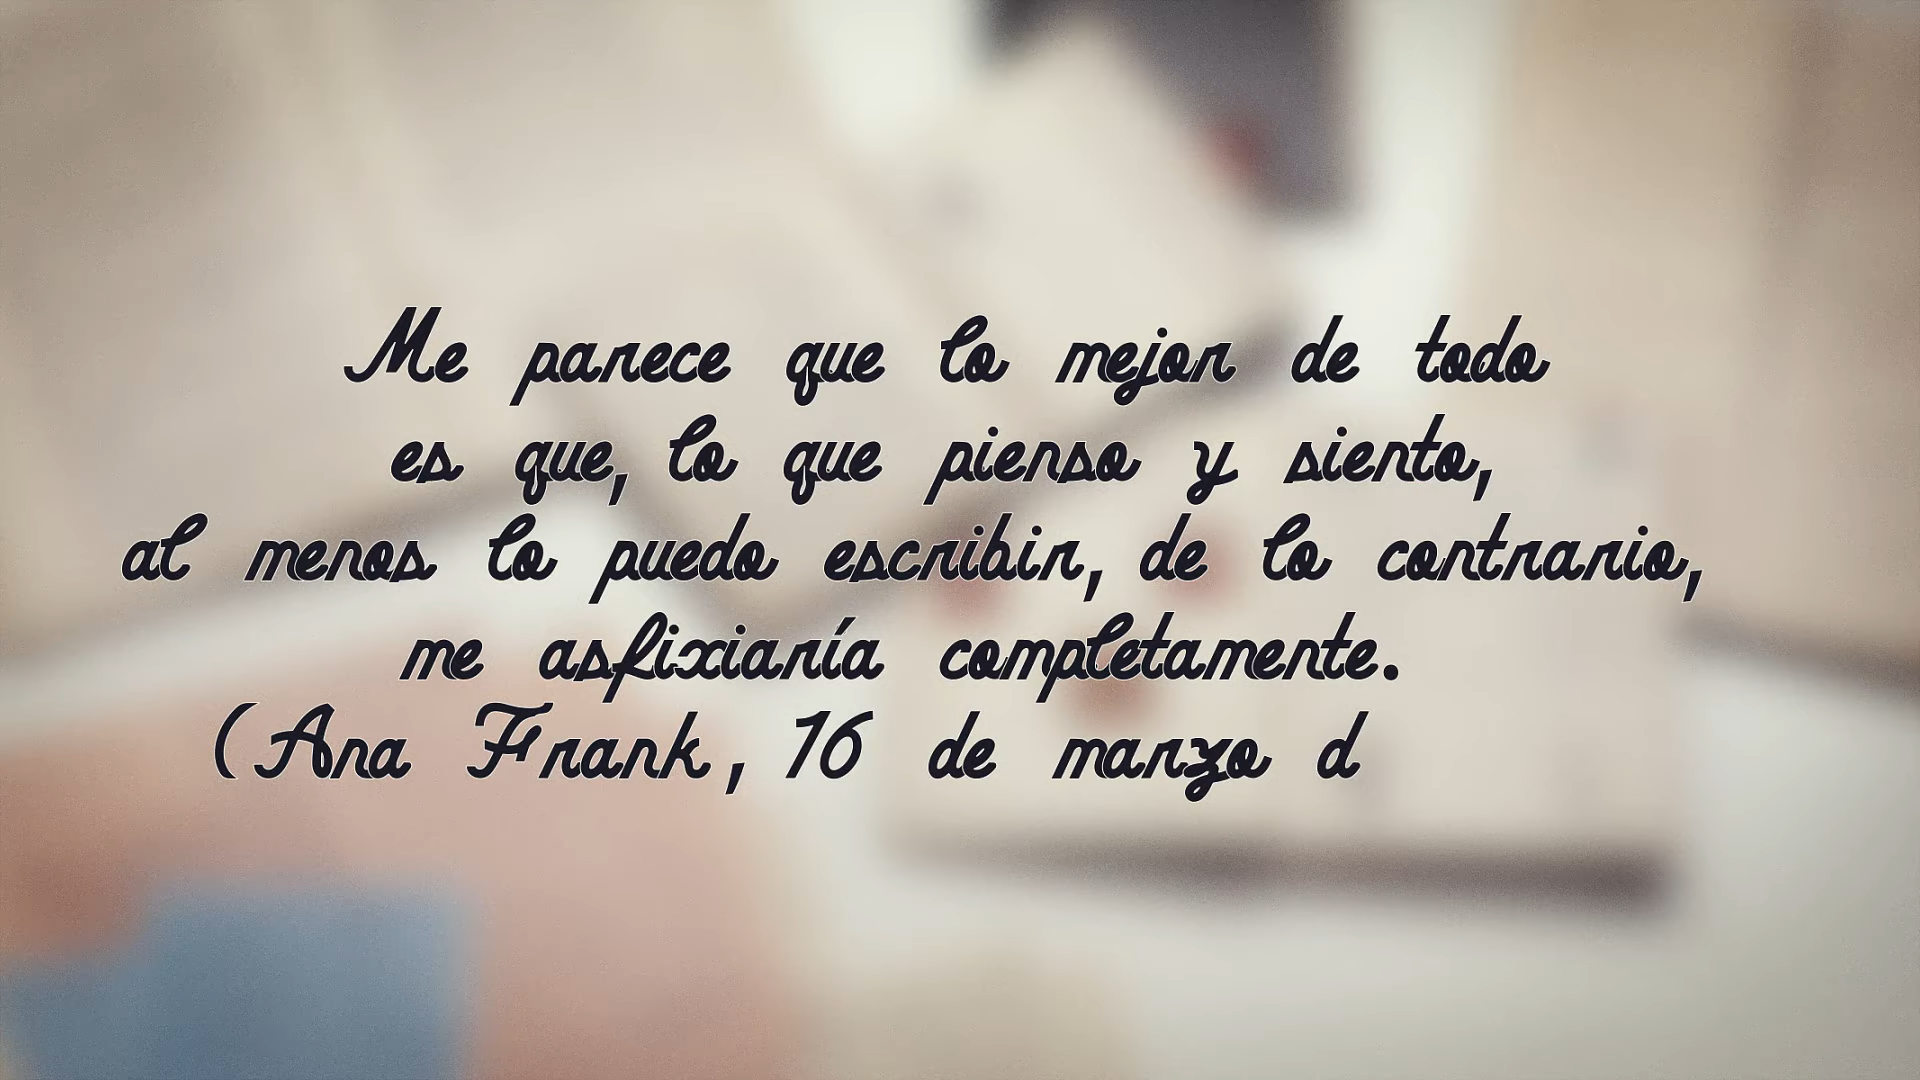 Me parece que lo mejor de todo
es que, lo que pienso y siento,
al menos lo puedo escribir, de lo contrario,
me asfixiaría completamente.
(Ana Frank, 16 de marzo d